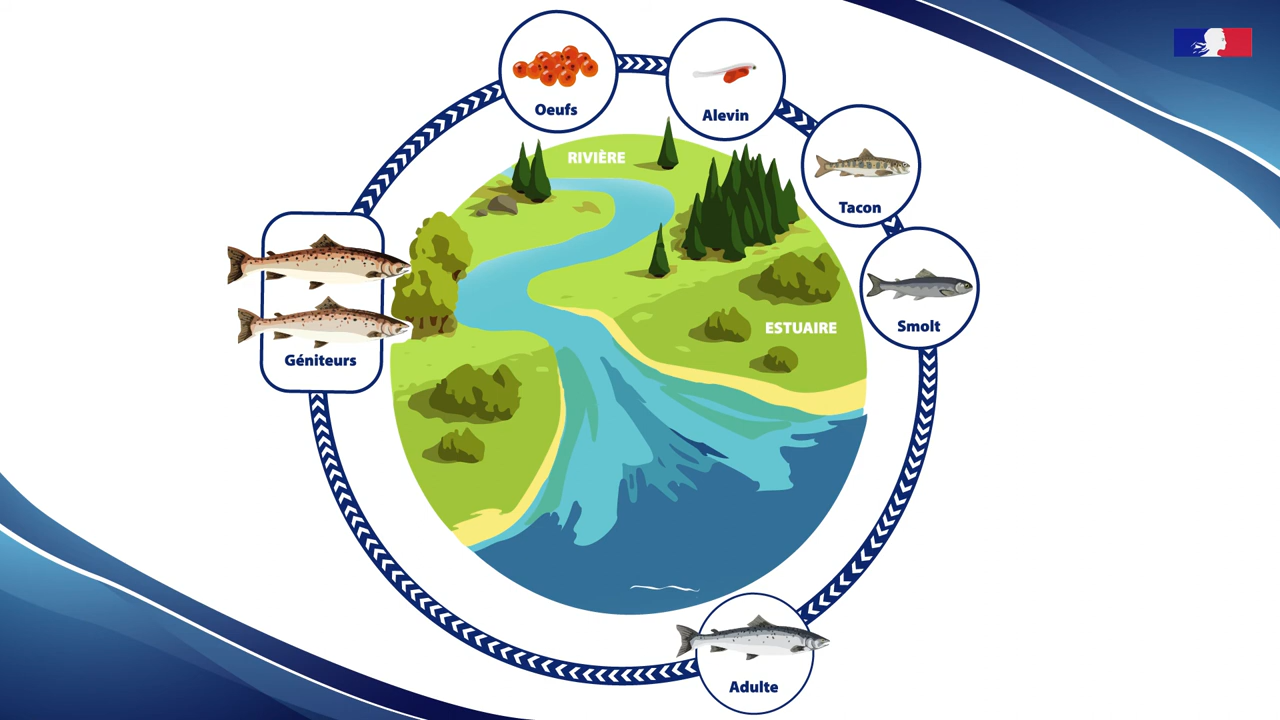 Oeufs
Alevin
RIVIÈRE
Tacon
Smolt
ESTUAIRE
Géniteurs
Adulte